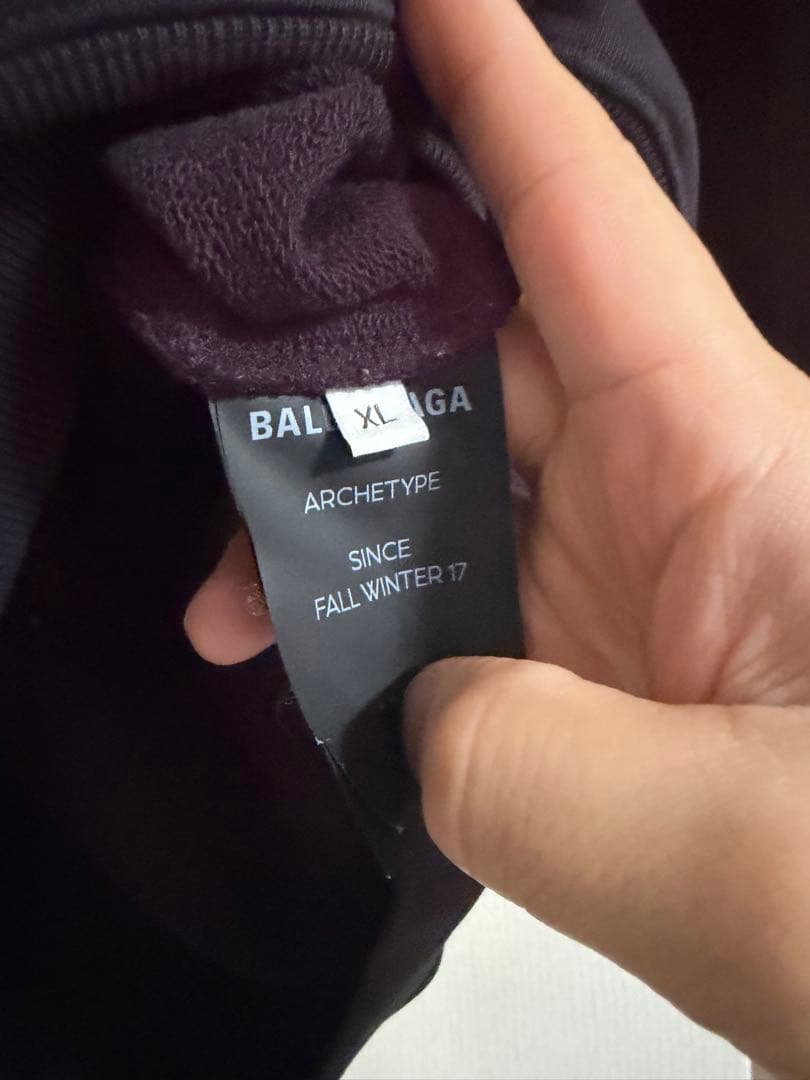 BAL AGA
XL
ARCHETYPE
SINCE
FALL WINTER 17